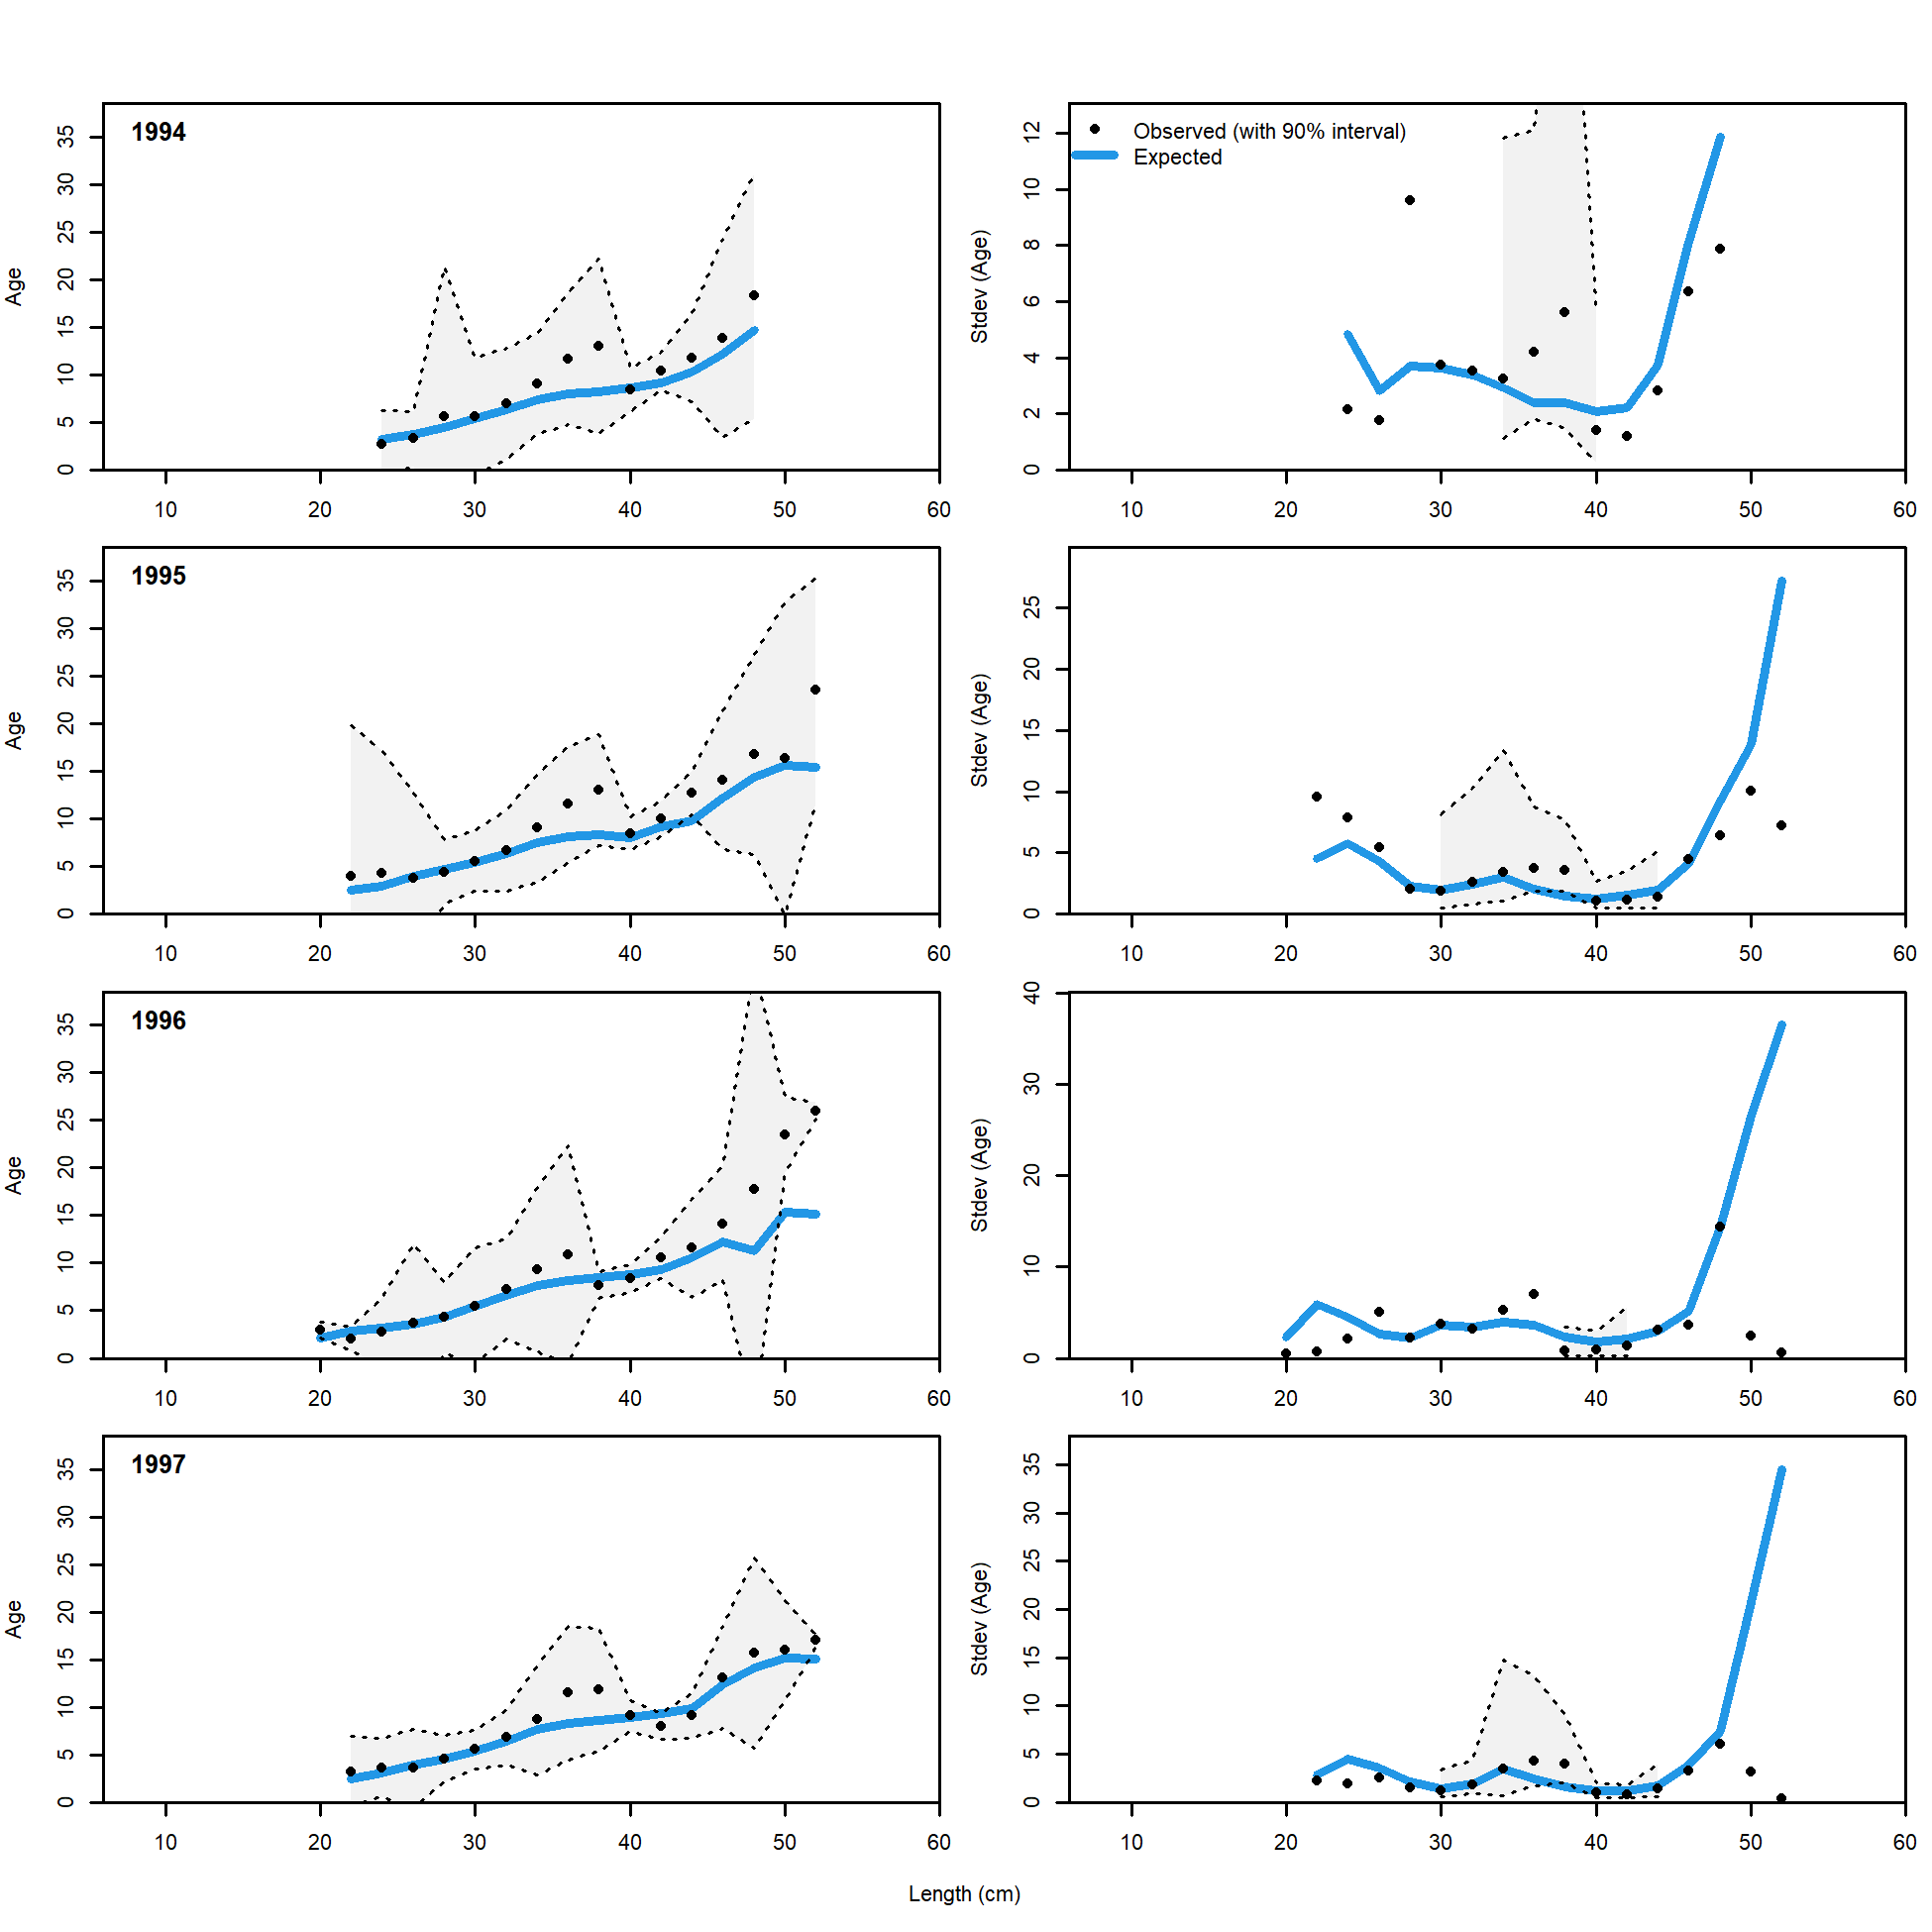 1994
Age
0 5 10 15 20 25 30 35
10 20 30 40 50 60
Observed (with 90% interval)
Expected
Stdev (Age)
0 2 4 6 8 10 12
10 20 30 40 50 60
1995
Age
0 5 10 15 20 25 30 35
10 20 30 40 50 60
Stdev (Age)
0 5 10 15 20 25
10 20 30 40 50 60
1996
Age
0 5 10 15 20 25 30 35
10 20 30 40 50 60
Stdev (Age)
0 10 20 30 40
10 20 30 40 50 60
1997
Age
0 5 10 15 20 25 30 35
10 20 30 40 50 60
Stdev (Age)
0 5 10 15 20 25 30 35
10 20 30 40 50 60
Length (cm)